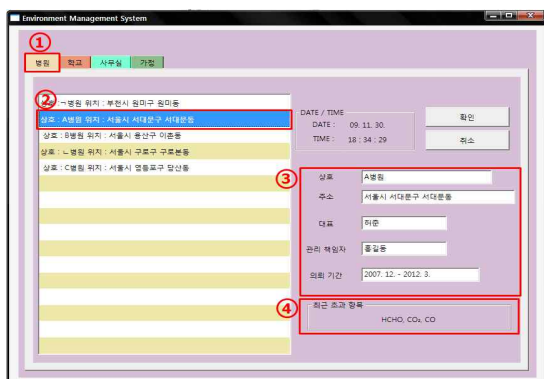 Environment Management System
①
병원 학교 사무실 가정
②
상호 : ㄱ병원 위치 : 부천시 원미구 원미동
상호 : A병원 위치 : 서울시 서대문구 서대문동
상호 : B병원 위치 : 서울시 용산구 이촌동
상호 : ㄴ병원 위치 : 서울시 구로구 구로본동
상호 : C병원 위치 : 서울시 영등포구 당산동
DATE / TIME
DATE : 09. 11. 30.
TIME : 18 : 34 : 29
확인
취소
③
상호 A병원
주소 서울시 서대문구 서대문동
대표 허준
관리 책임자 홍길동
의뢰 기간 2007. 12. - 2012. 3.
④
최근 초과 항목
HCHO, CO₂, CO